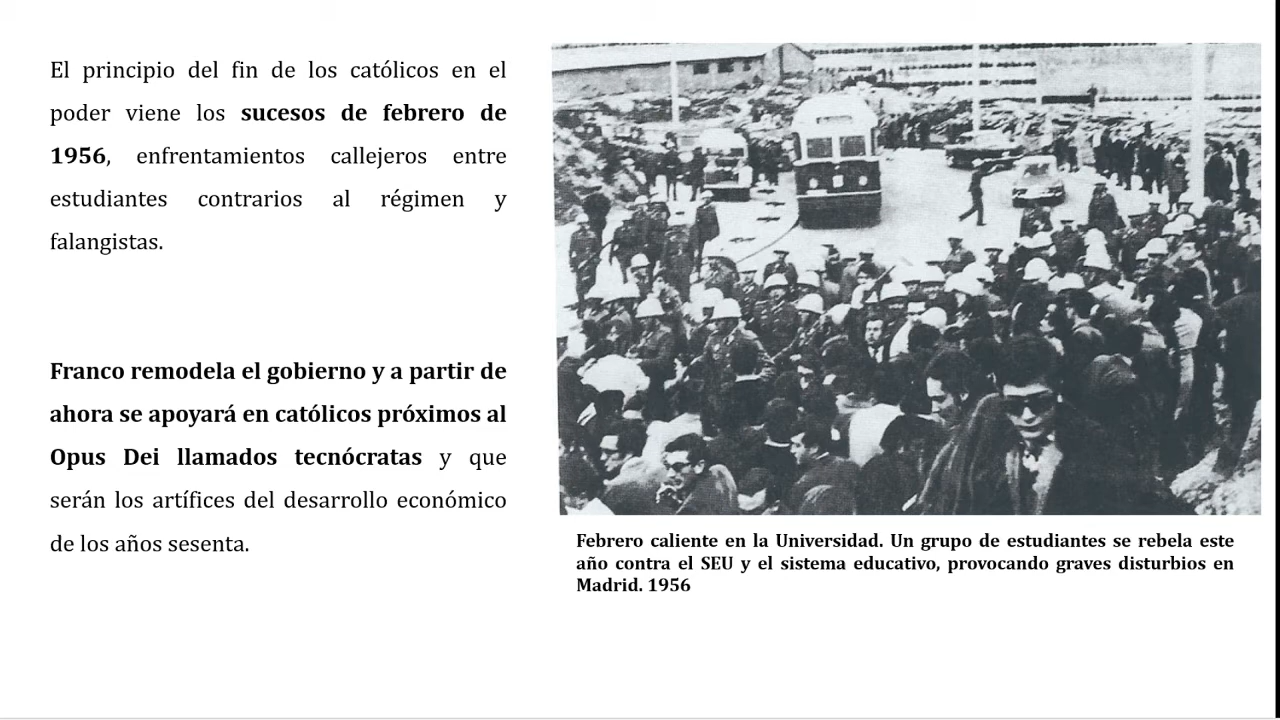 El principio del fin de los católicos en el
poder viene los sucesos de febrero de
1956, enfrentamientos callejeros entre
estudiantes contrarios al régimen y
falangistas.
Franco remodela el gobierno y a partir de
ahora se apoyará en católicos próximos al
Opus Dei llamados tecnócratas y que
serán los artífices del desarrollo económico
de los años sesenta.
Febrero caliente en la Universidad. Un grupo de estudiantes se rebela este
año contra el SEU y el sistema educativo, provocando graves disturbios en
Madrid. 1956